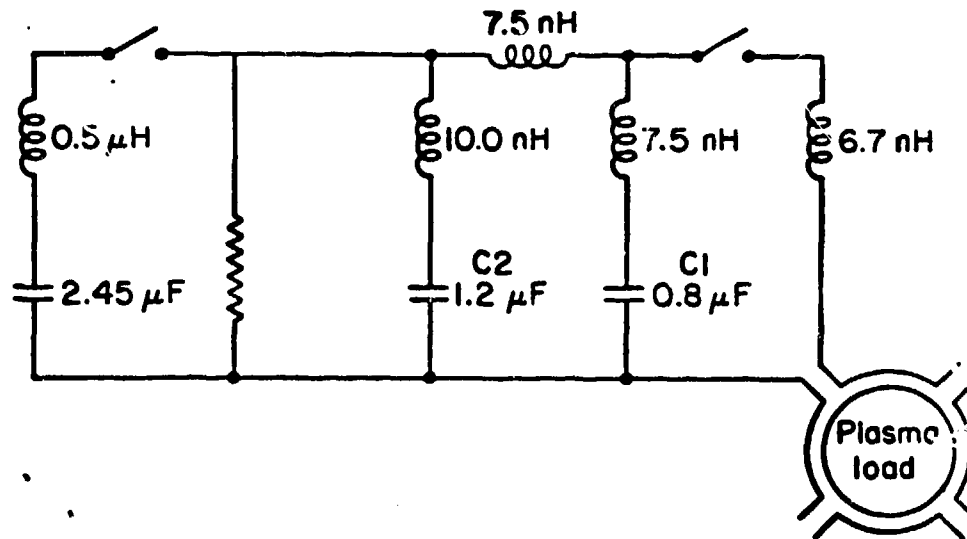 7.5 nH
0.5 μH
10.0 nH
7.5 nH
6.7 nH
2.45 μF
C2
1.2 μF
C1
0.8 μF
Plasma
load